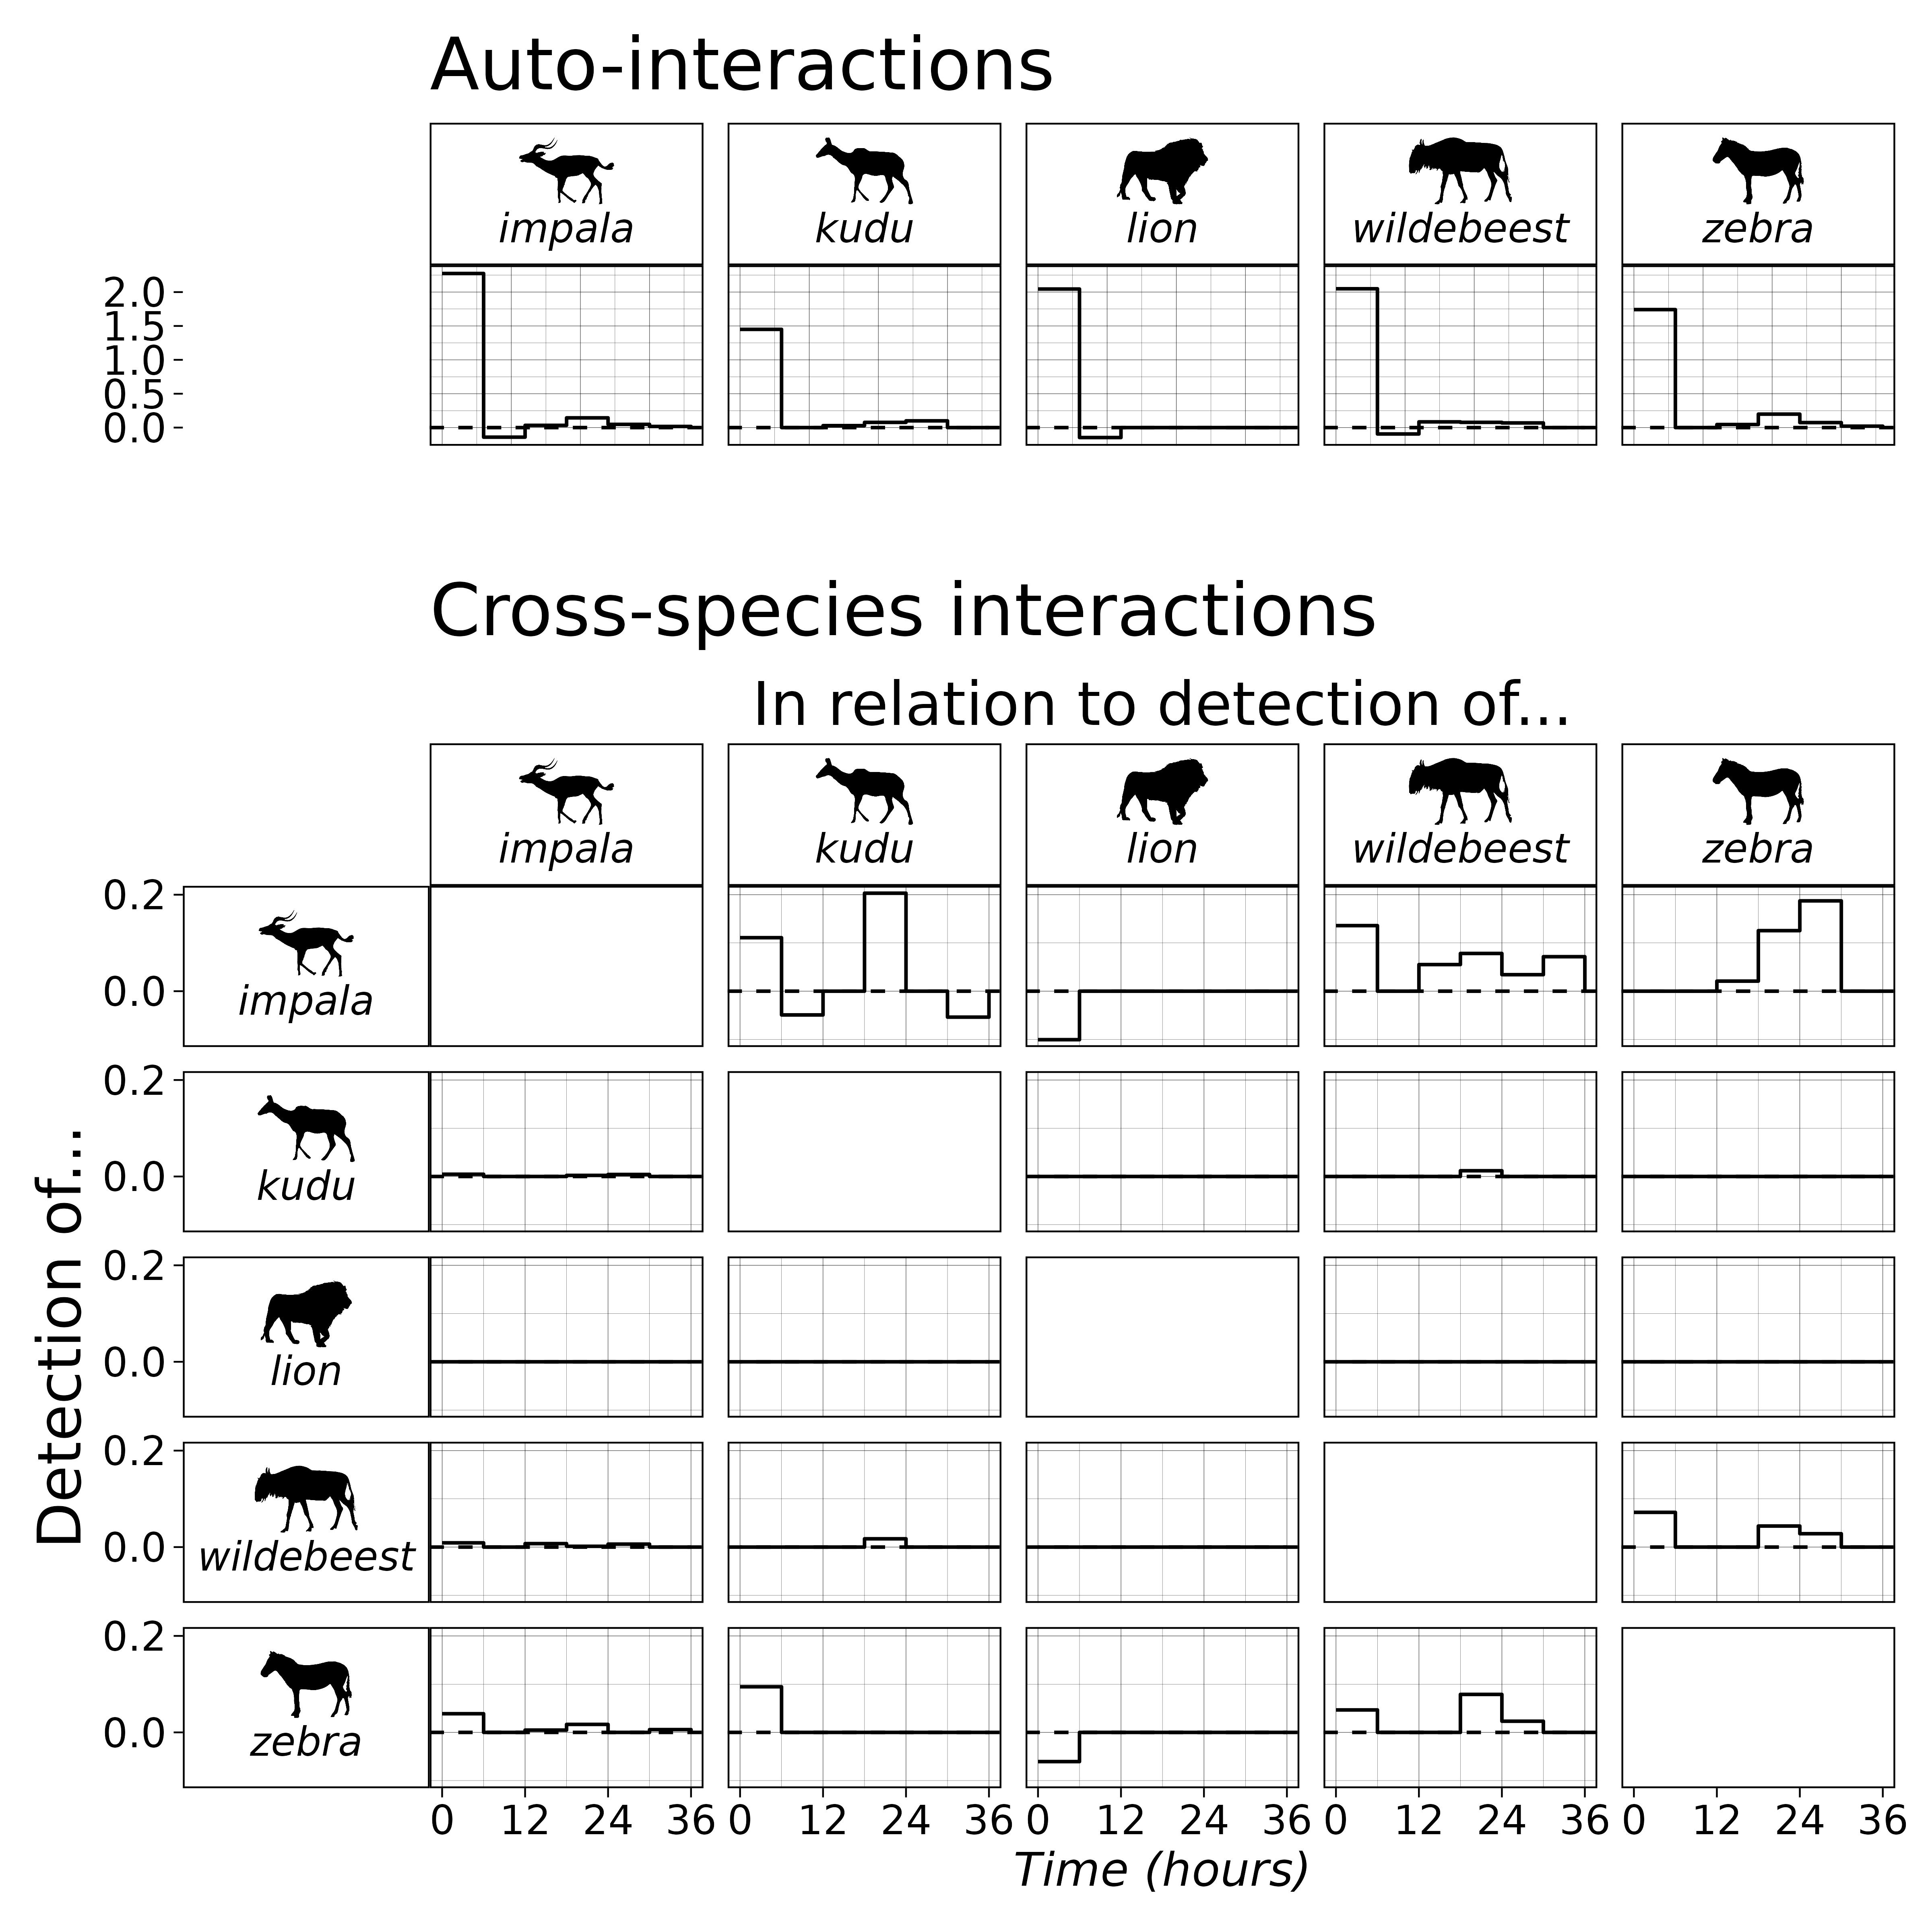 Auto-interactions
impala kudu lion wildebeest zebra
2.0
1.5
1.0
0.5
0.0
Cross-species interactions
In relation to detection of...
impala kudu lion wildebeest zebra
Detection of...
0.2
0.0
impala
0.2
0.0
kudu
0.2
0.0
lion
0.2
0.0
wildebeest
0.2
0.0
zebra
0 12 24 36 0 12 24 36 0 12 24 36 0 12 24 36 0 12 24 36
Time (hours)